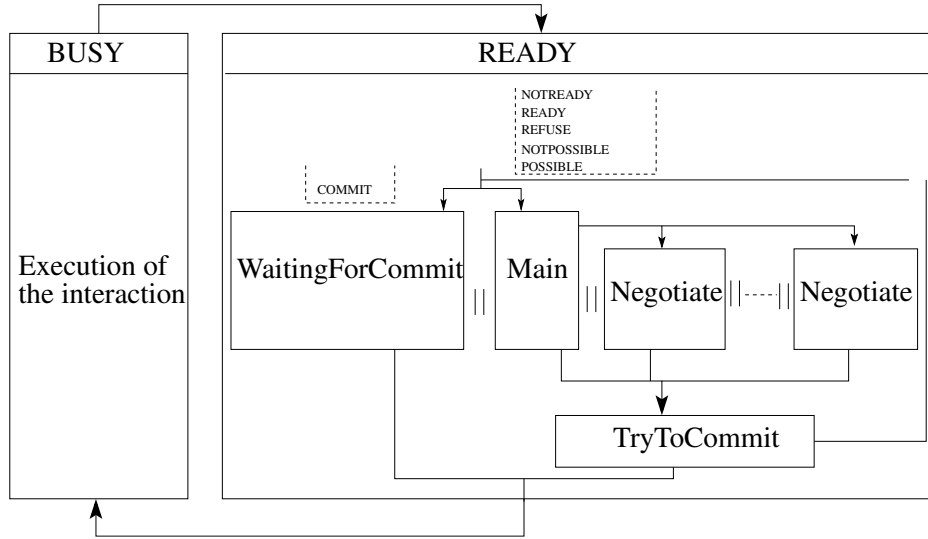 BUSY
READY
NOTREADY
READY
REFUSE
NOTPOSSIBLE
POSSIBLE
COMMIT
Execution of
the interaction
WaitingForCommit
||
Main
||
Negotiate
||
||
Negotiate
TryToCommit